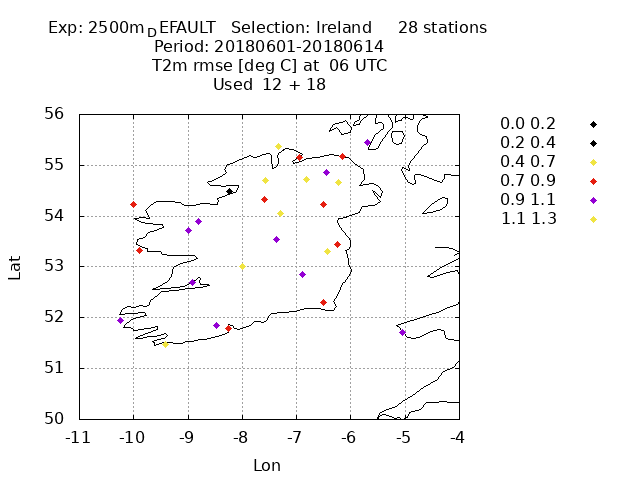 Exp: 2500mDEFAULT   Selection: Ireland     28 stations
Period: 20180601-20180614
T2m rmse [deg C] at  06 UTC
Used  12 + 18
56
55
54
53
52
51
50
-11 -10 -9 -8 -7 -6 -5 -4
Lat
Lon
0.0 0.2
0.2 0.4
0.4 0.7
0.7 0.9
0.9 1.1
1.1 1.3